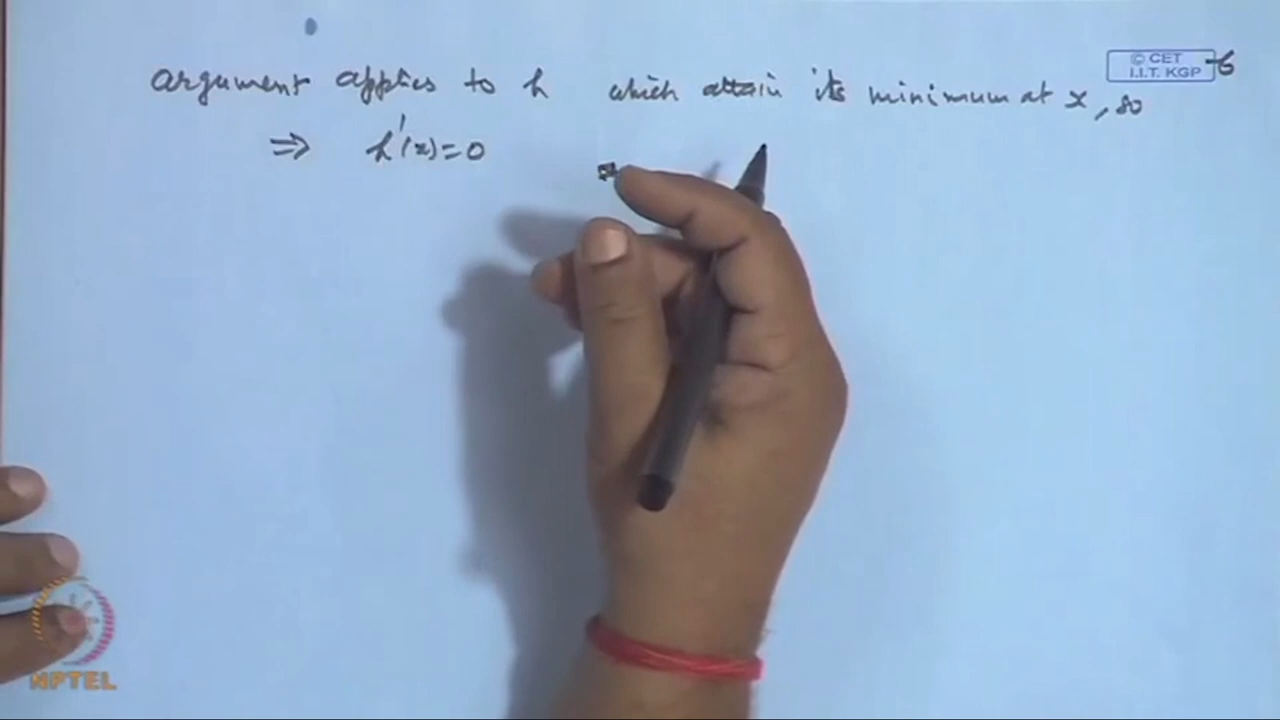 © CET
I.I.T. KGP
-6
argument applies to h which attain its minimum at x, so
⇒ h'(x)=0
NPTEL